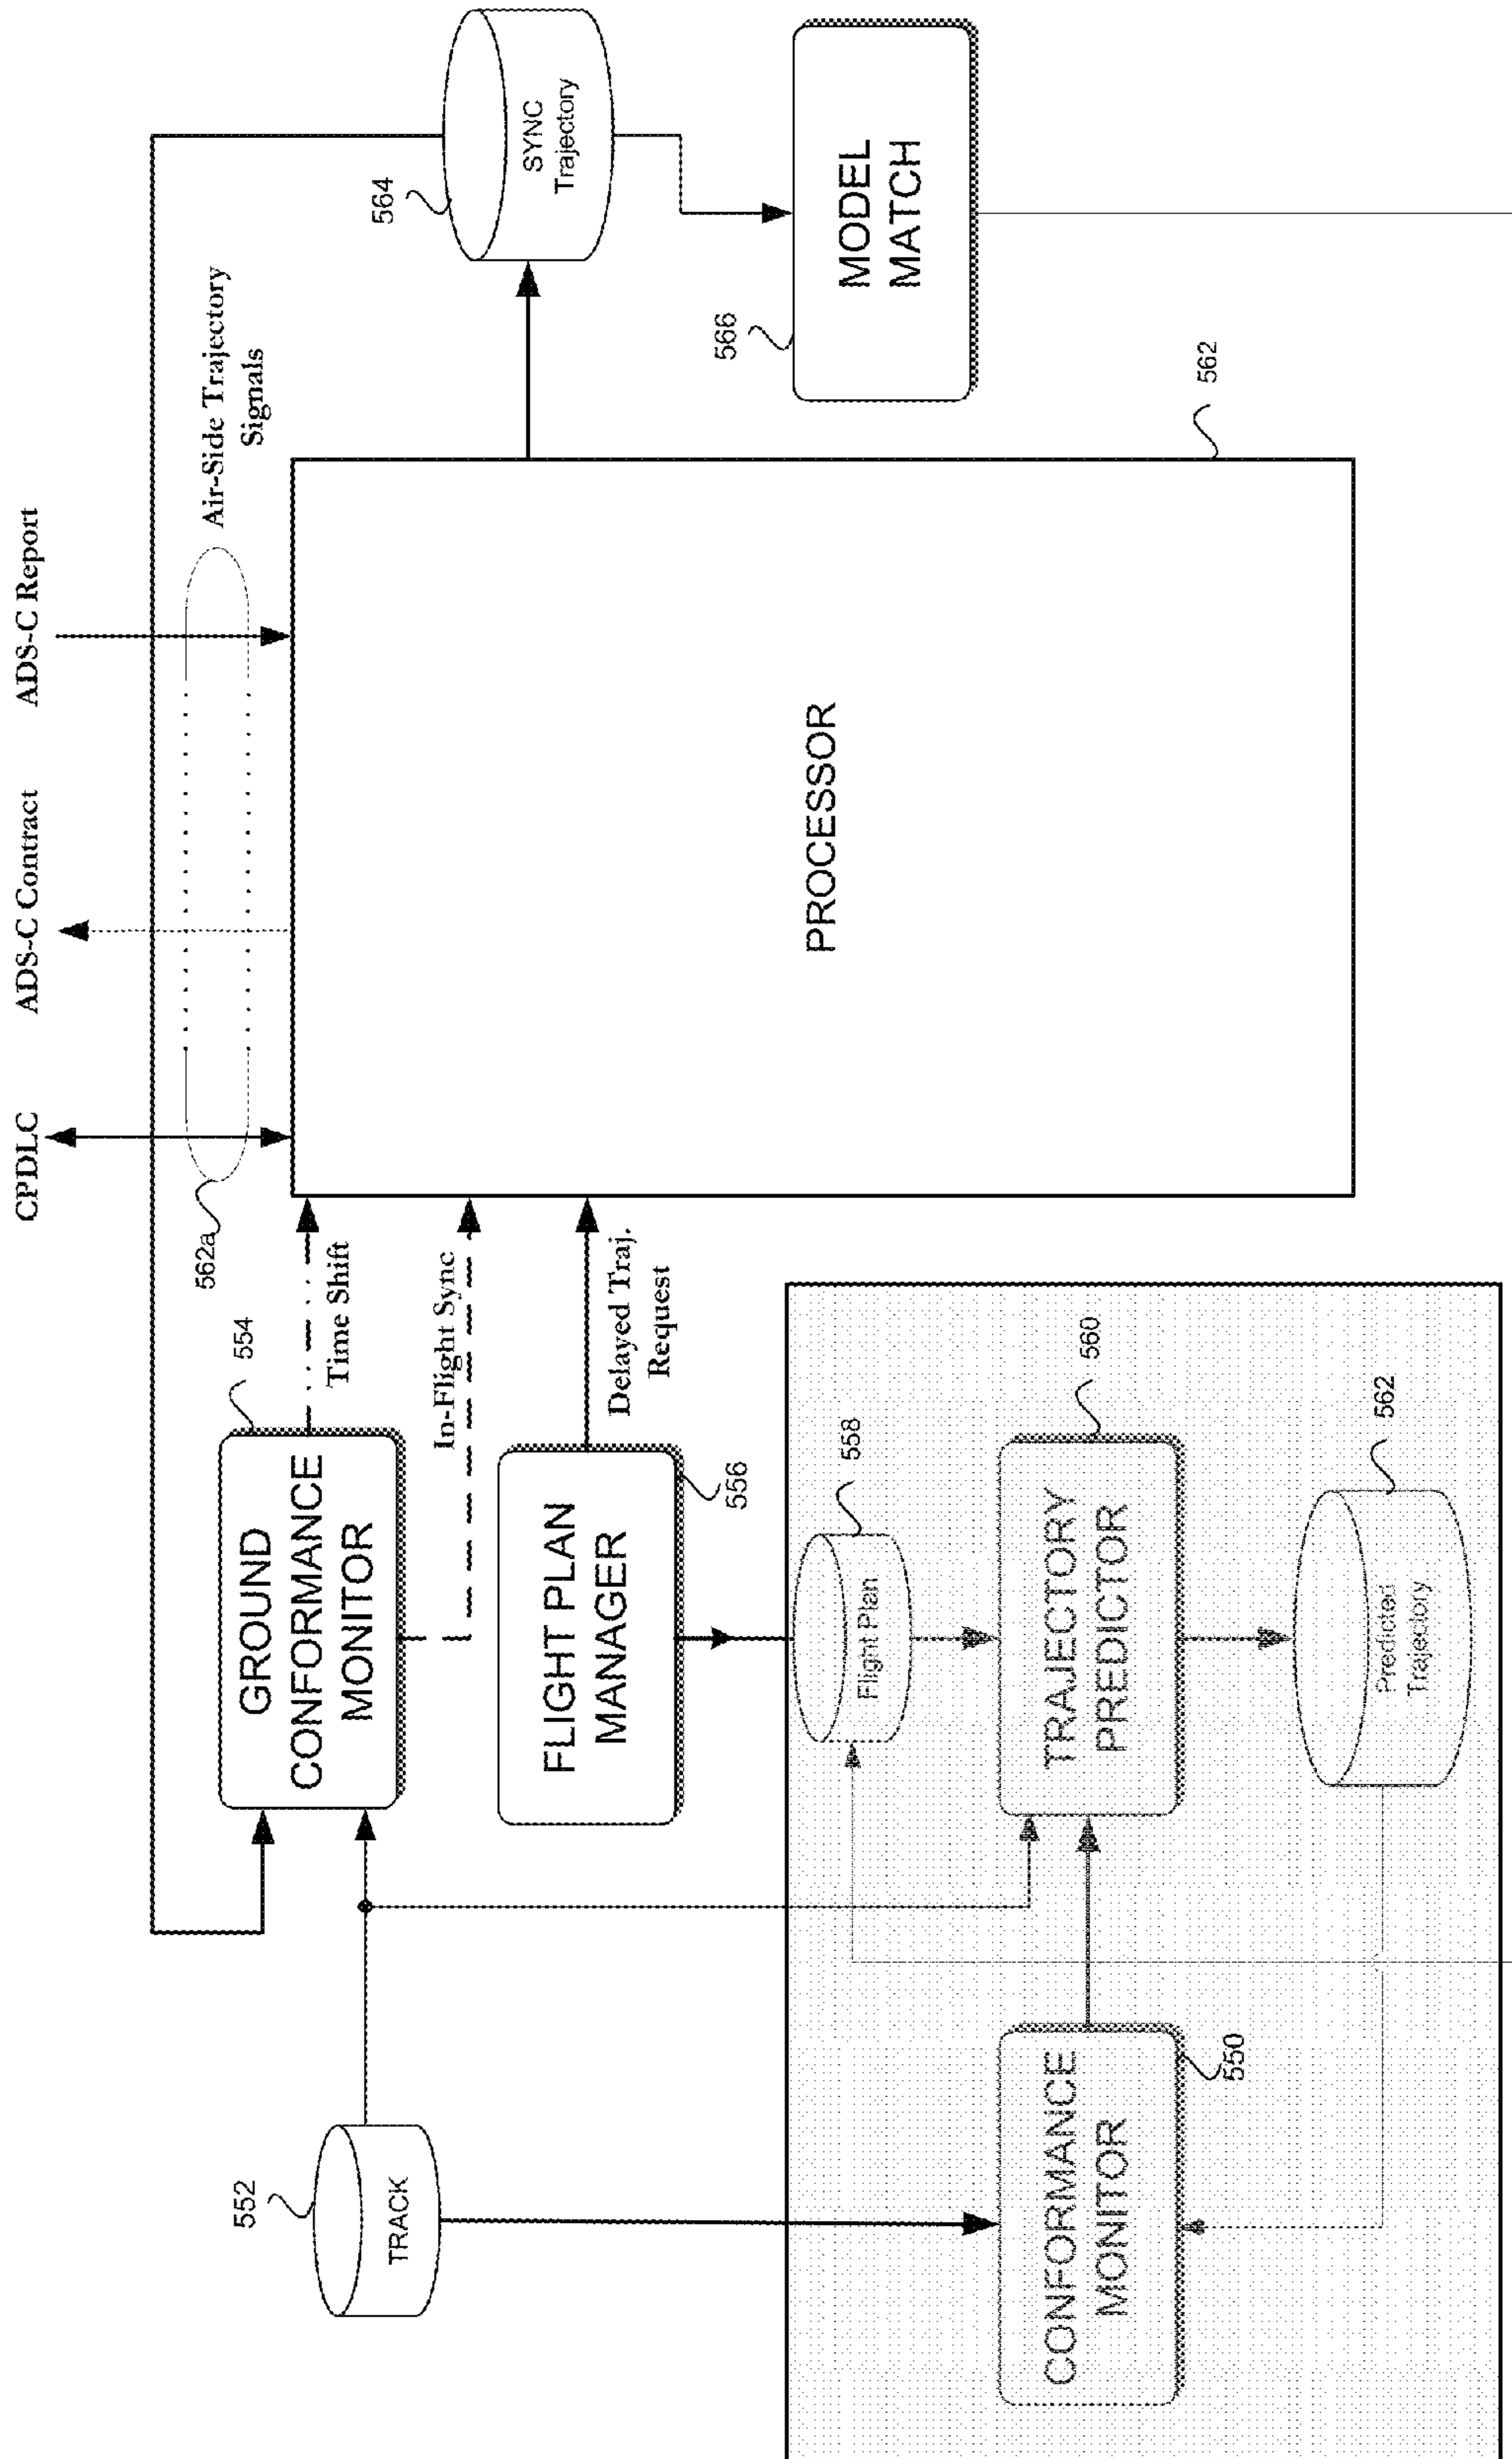 CPDLC
ADS-C Contract
ADS-C Report
562a
Air-Side Trajectory
Signals
564
SYNC
Trajectory
566
MODEL
MATCH
552
TRACK
554
GROUND
CONFORMANCE
MONITOR
Time Shift
In-Flight Sync
FLIGHT PLAN
MANAGER
556
Delayed Traj.
Request
PROCESSOR
562
558
Flight Plan
560
TRAJECTORY
PREDICTOR
562
Predicted
Trajectory
CONFORMANCE
MONITOR
550